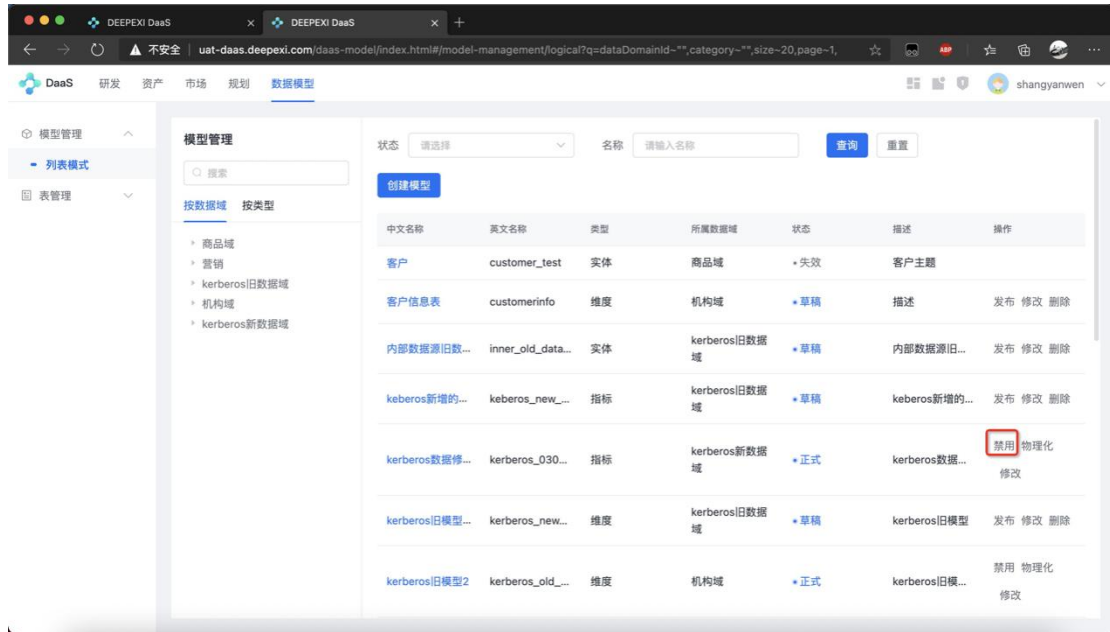 DEEPEXI DaaS
DEEPEXI DaaS
不安全 uat-daas.deepexi.com/daas-model/index.html#/model-management/logical?q=dataDomainId~"",category~"",size~20,page~1,
ABP
DaaS 研发 资产 市场 规划 数据模型
shangyanwen
模型管理
列表模式
表管理
模型管理
搜索
按数据域 按类型
商品域
营销
kerberos旧数据域
机构域
kerberos新数据域
状态 请选择 名称 请输入名称 查询 重置
创建模型
中文名称 英文名称 类型 所属数据域 状态 描述 操作
客户 customer_test 实体 商品域 失效 客户主题
客户信息表 customerinfo 维度 机构域 草稿 描述 发布 修改 删除
内部数据源旧数... inner_old_data... 实体 kerberos旧数据域 草稿 内部数据源旧... 发布 修改 删除
keberos新增的... keberos_new_... 指标 kerberos旧数据域 草稿 keberos新增的... 发布 修改 删除
kerberos数据修... kerberos_030... 指标 kerberos新数据域 正式 kerberos数据... 禁用 物理化
修改
kerberos旧模型... kerberos_new... 维度 kerberos旧数据域 草稿 kerberos旧模型 发布 修改 删除
kerberos旧模型2 kerberos_old_... 维度 机构域 正式 kerberos旧模... 禁用 物理化
修改